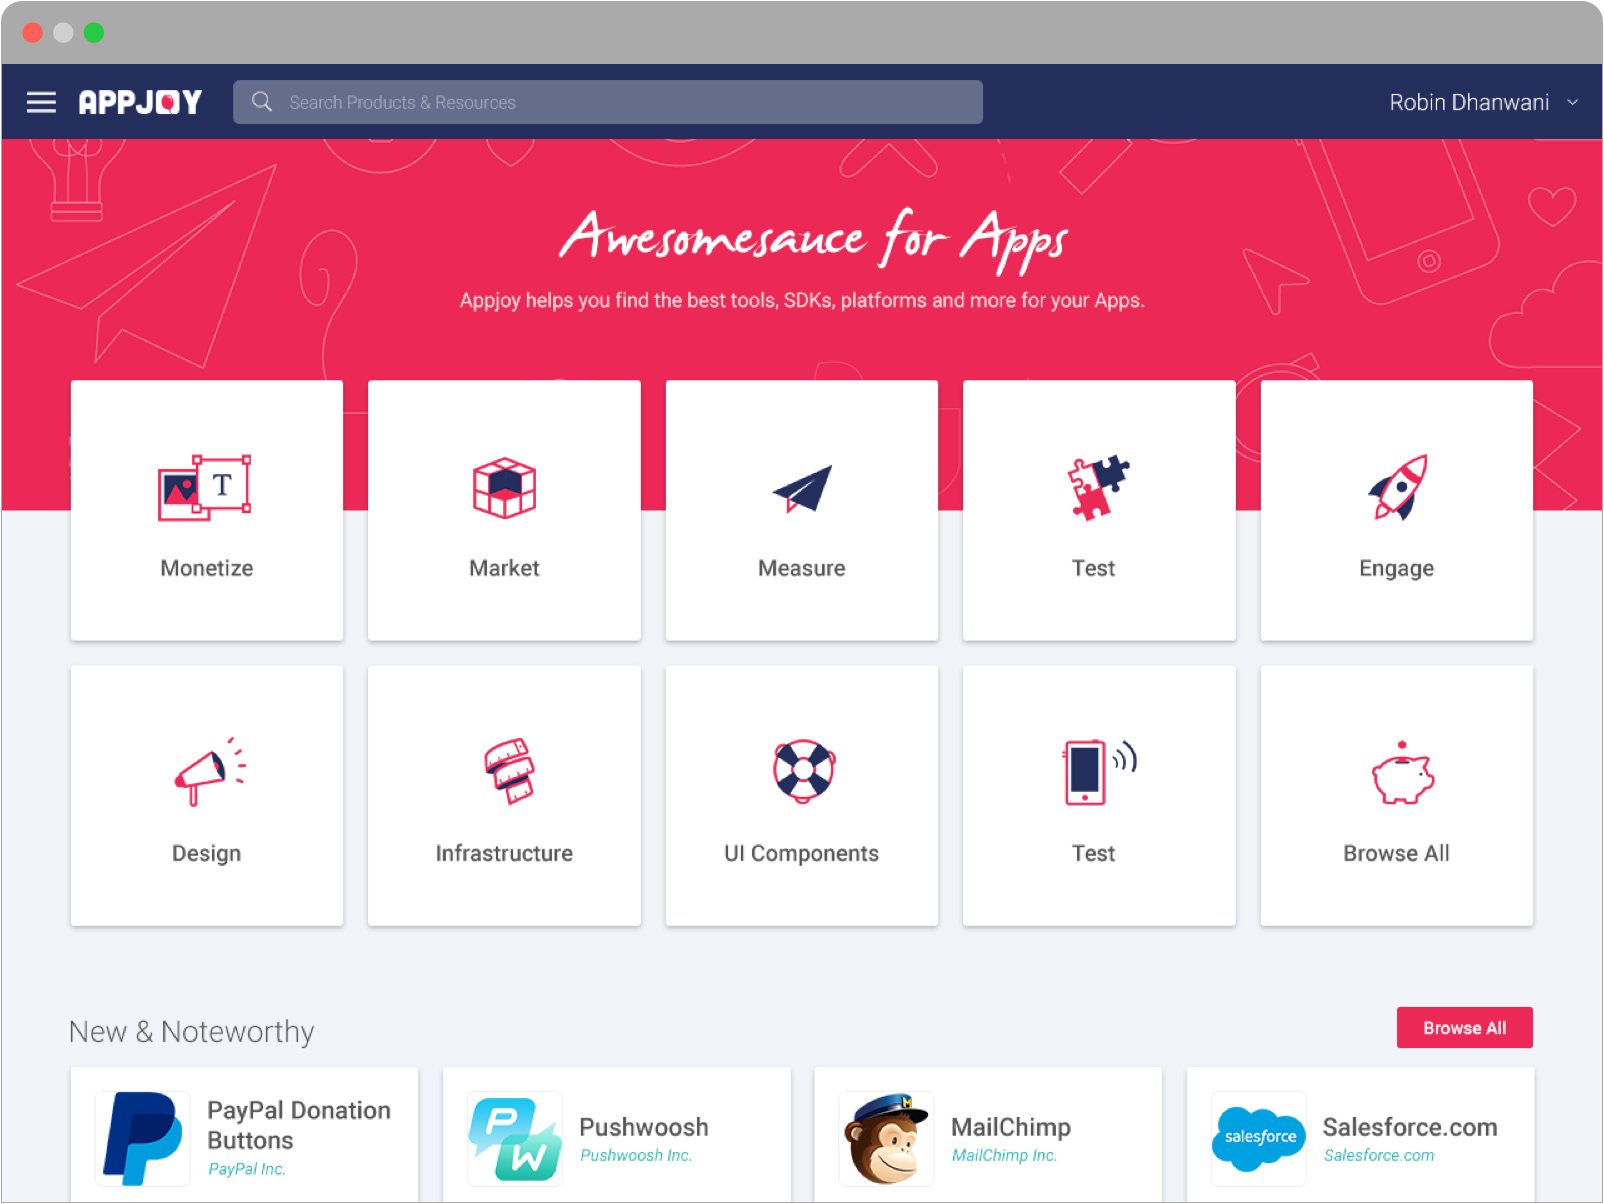 APPJOY
Search Products & Resources
Robin Dhanwani
Awesomesauce for Apps
Appjoy helps you find the best tools, SDKs, platforms and more for your Apps.
T
Monetize
Market
Measure
Test
Engage
Design
Infrastructure
UI Components
Test
Browse All
New & Noteworthy
Browse All
PayPal Donation
Buttons
PayPal Inc.
P
W
Pushwoosh
Pushwoosh Inc.
M
MailChimp
MailChimp Inc.
salesforce
Salesforce.com
Salesforce.com